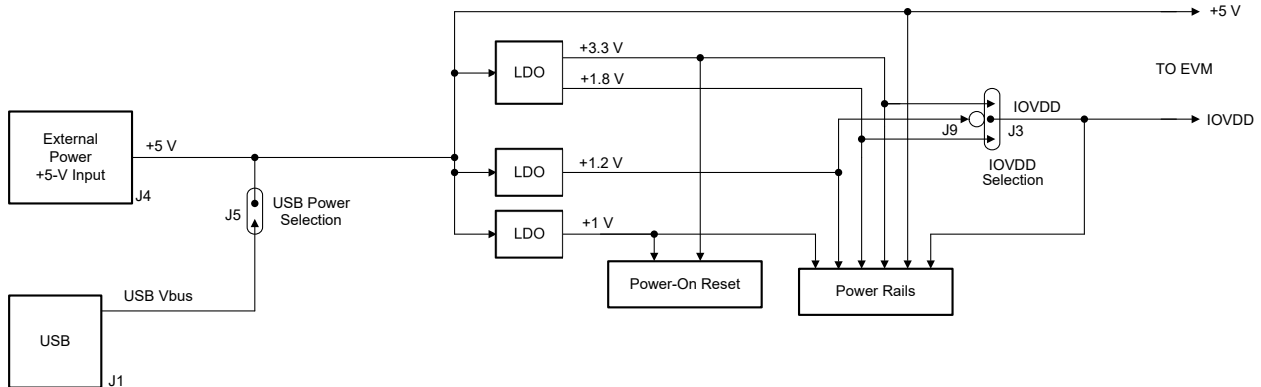 +5 V
+3.3 V
LDO
+1.8 V
TO EVM
External
Power
+5-V Input
J4
+5 V
IOVDD
J9
J3
IOVDD
IOVDD
Selection
+1.2 V
LDO
J5
USB Power
Selection
+1 V
LDO
Power-On Reset
Power Rails
USB Vbus
USB
J1